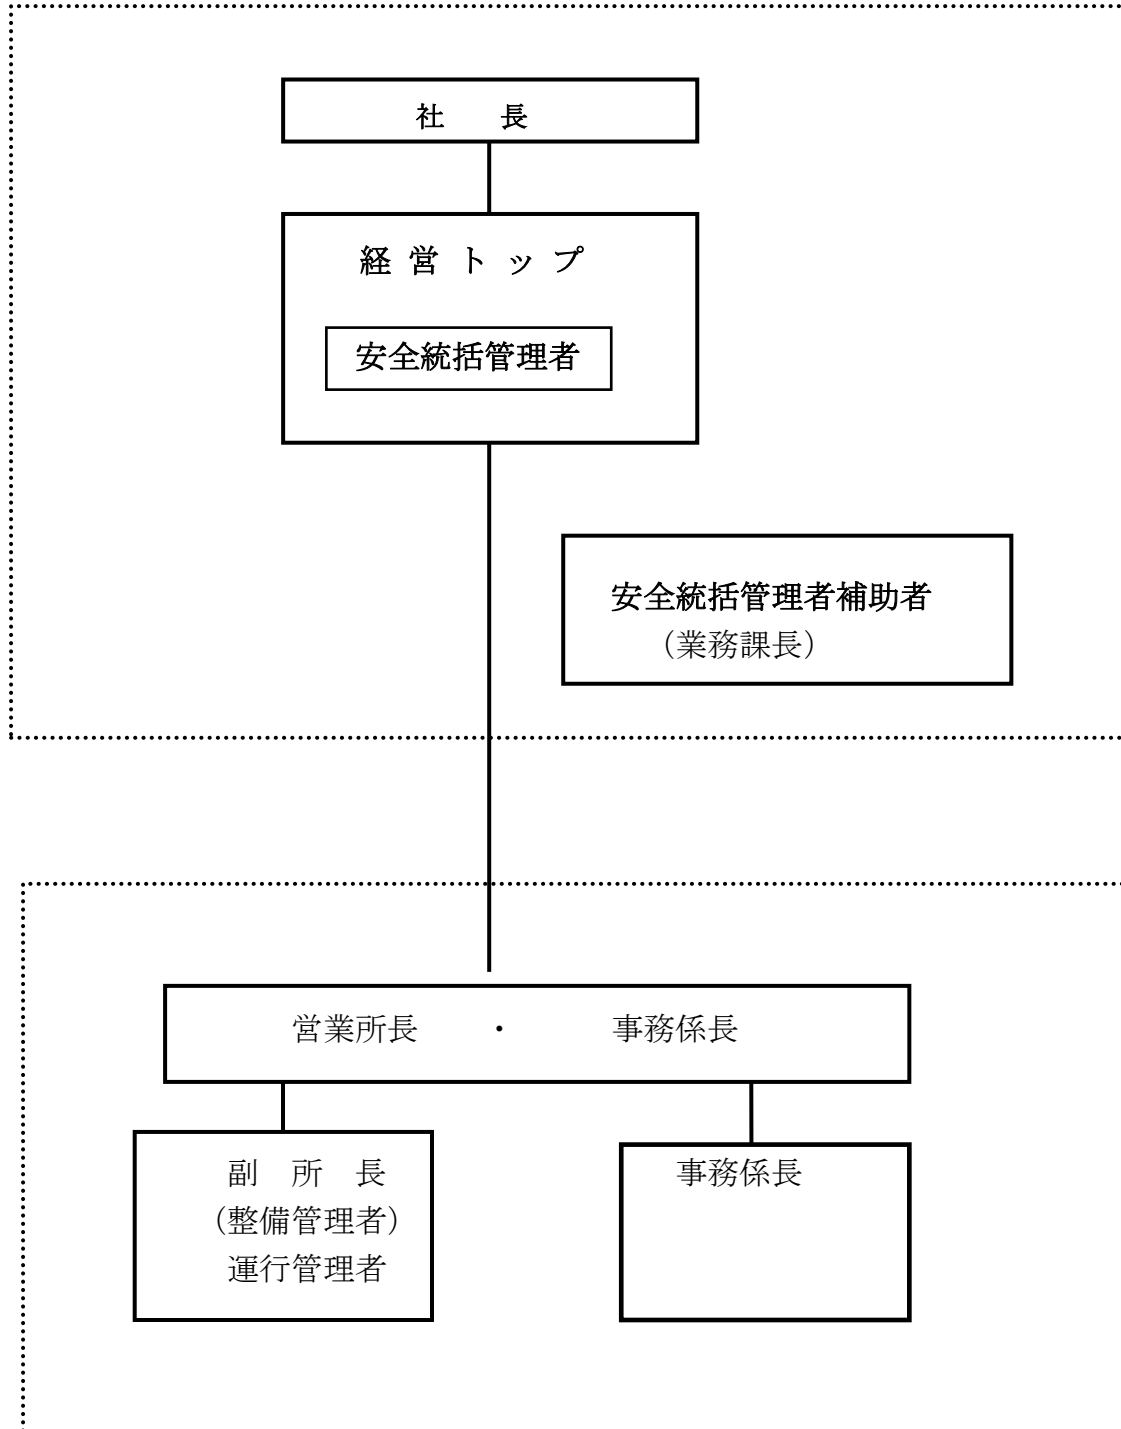 社　長
経営トップ
安全統括管理者
安全統括管理者補助者
（業務課長）
営業所長　・　事務係長
副　所　長
（整備管理者）
運行管理者
事務係長